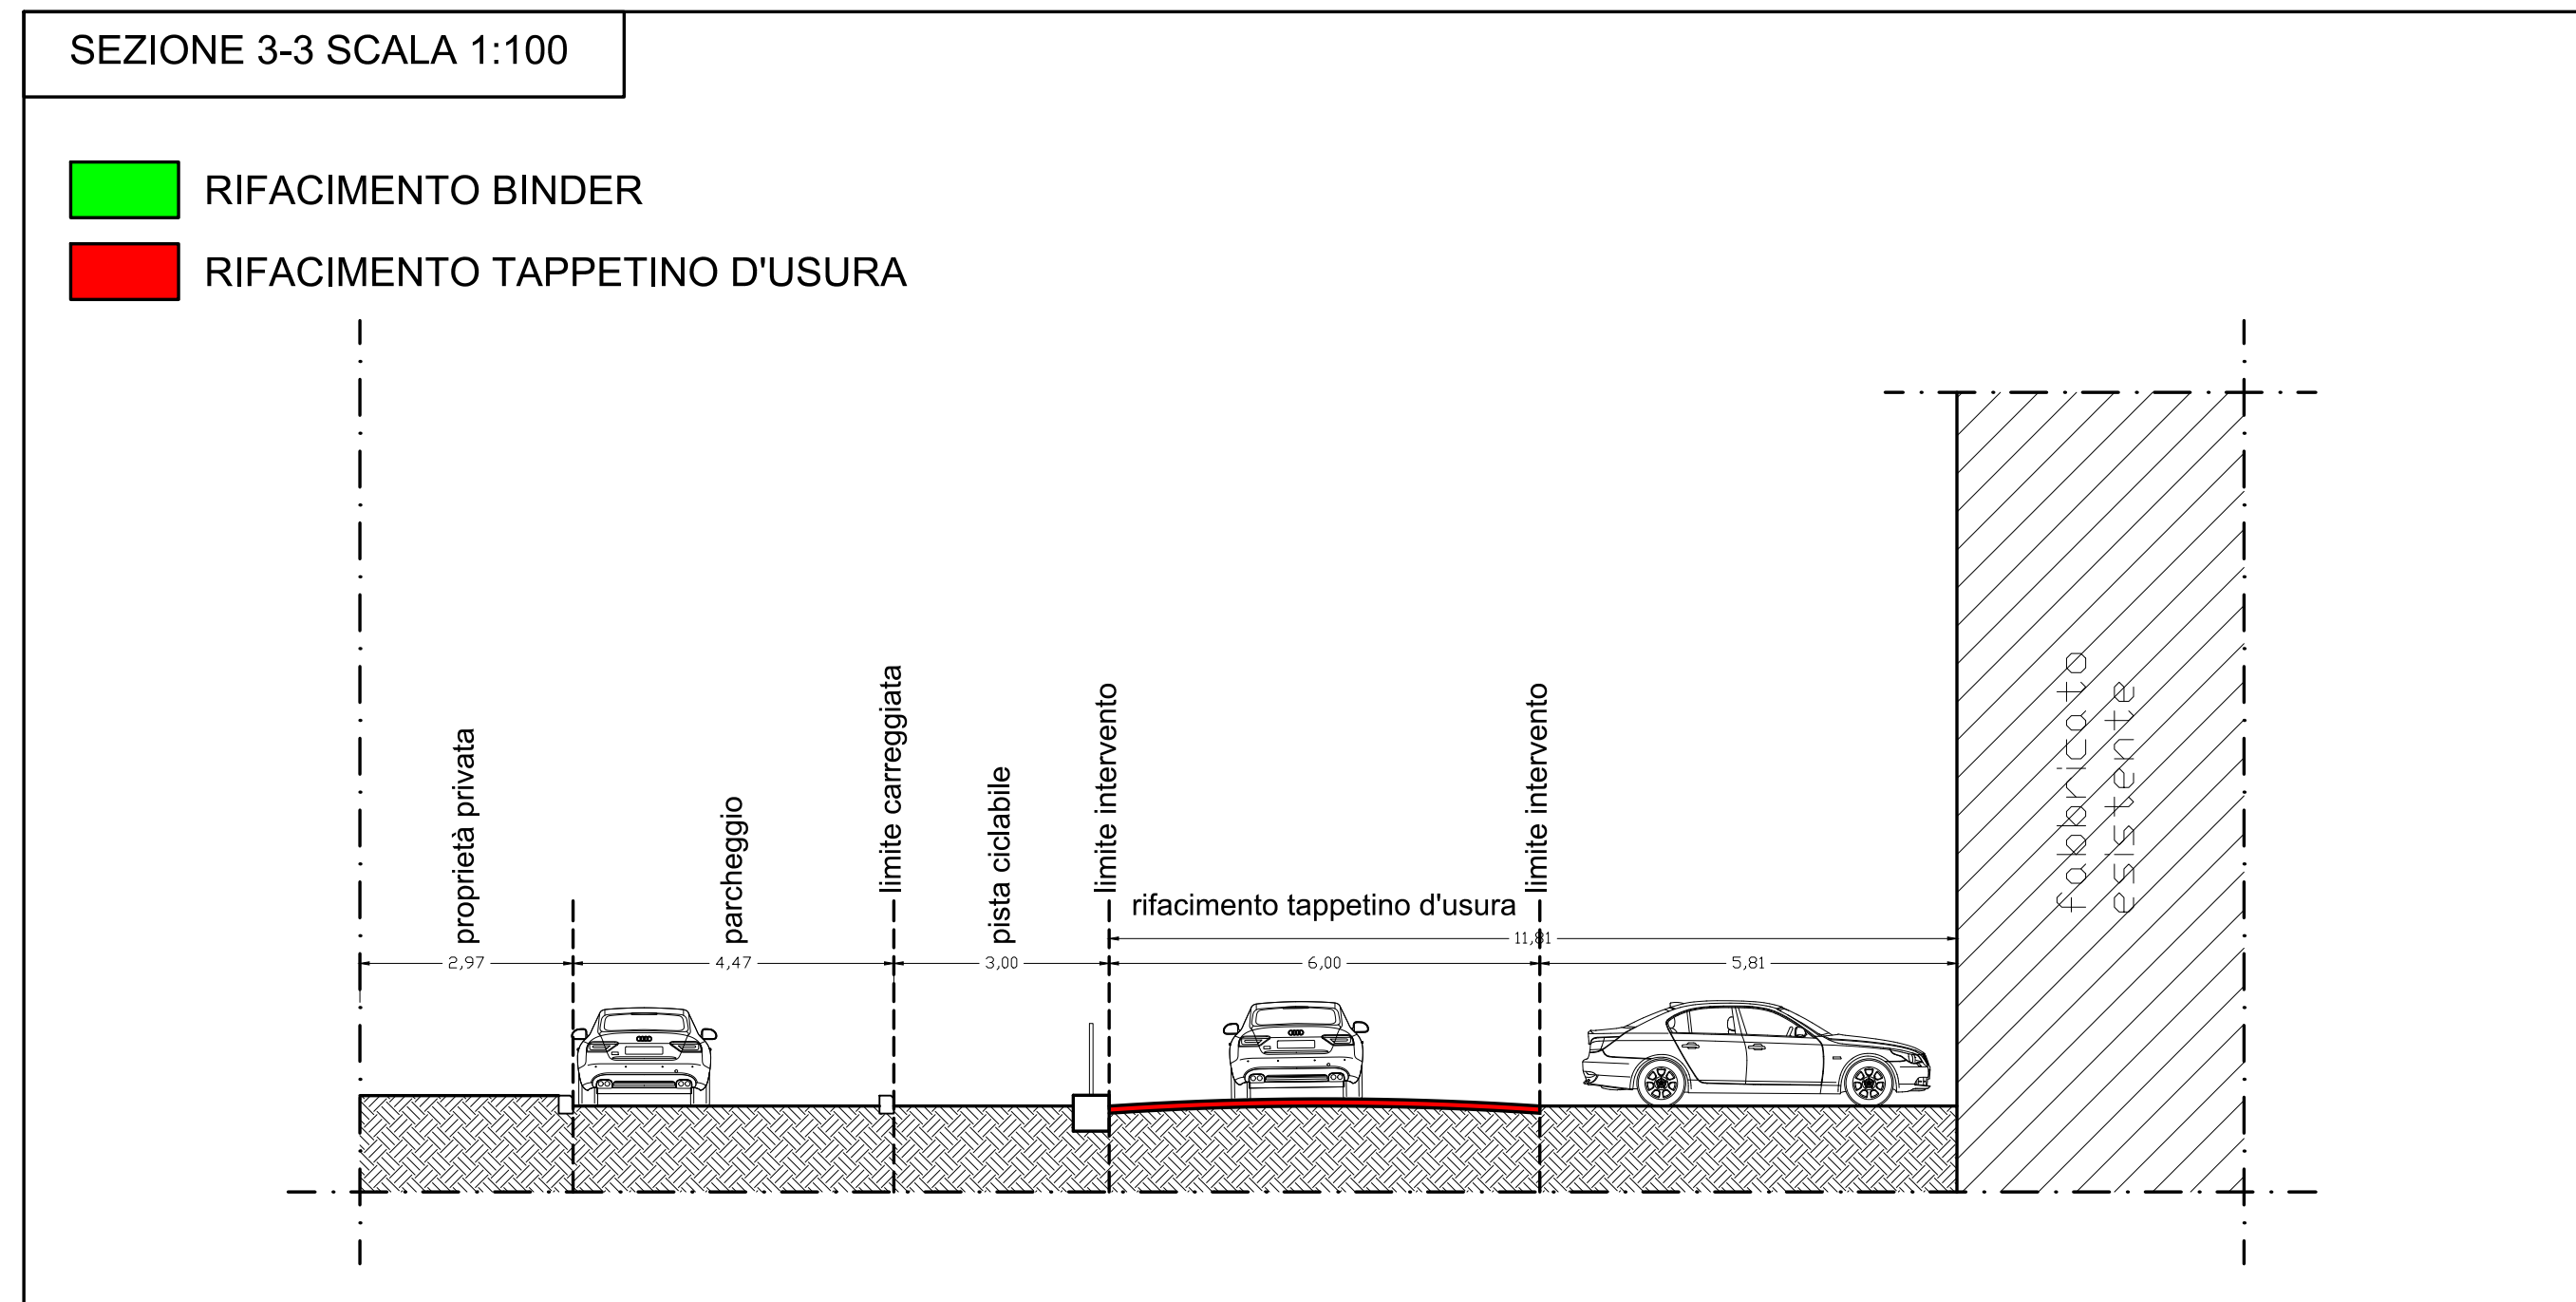 SEZIONE 3-3 SCALA 1:100
RIFACIMENTO BINDER
RIFACIMENTO TAPPETINO D'USURA
proprietà privata
parcheggio
limite carreggiata
pista ciclabile
limite intervento
rifacimento tappetino d'usura
limite intervento
fabbricato
esistente
11,81
2,97
4,47
3,00
6,00
5,81